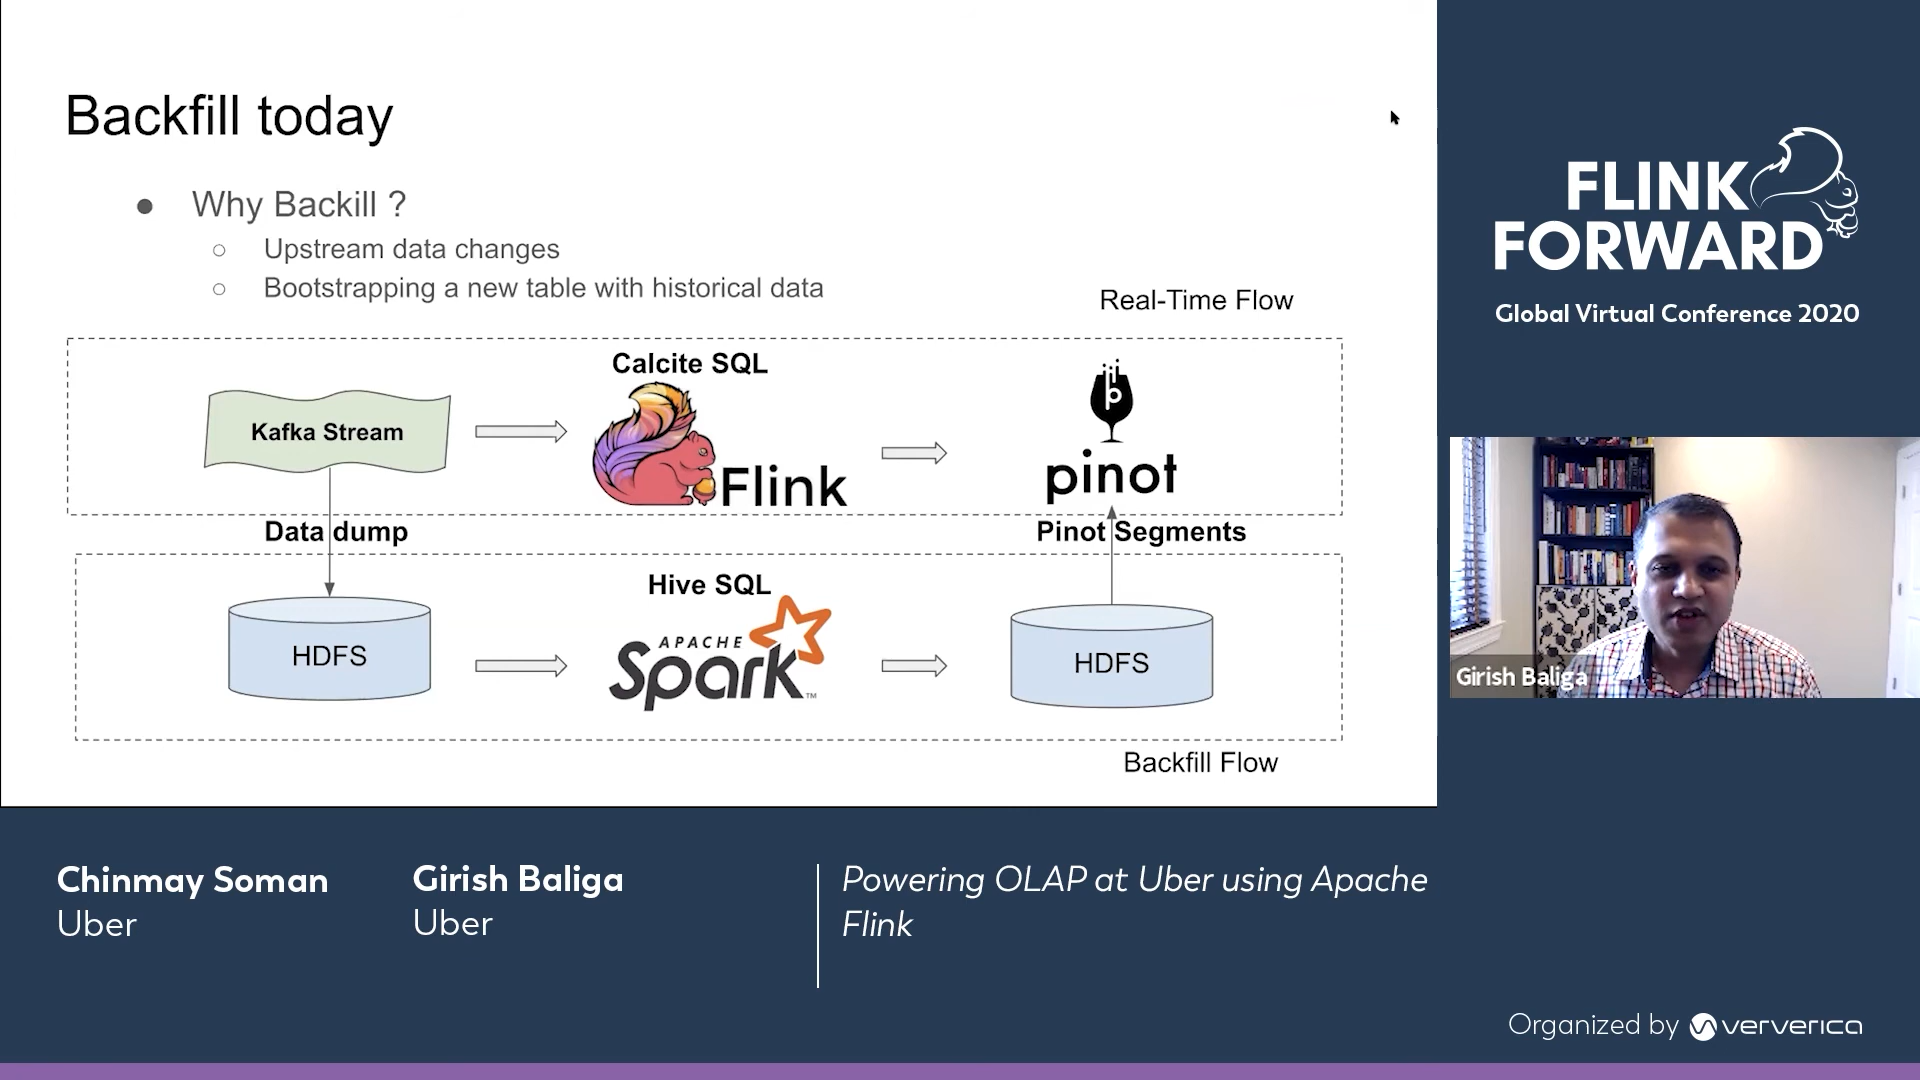 Backfill today
● Why Backill ?
○ Upstream data changes
○ Bootstrapping a new table with historical data
Real-Time Flow
Calcite SQL
Kafka Stream
Flink
pinot
Data dump
Pinot Segments
Hive SQL
HDFS
APACHE
Spark™
HDFS
Backfill Flow
FLINK
FORWARD
Global Virtual Conference 2020
Girish Baliga
Chinmay Soman
Uber
Girish Baliga
Uber
Powering OLAP at Uber using Apache
Flink
Organized by ververica